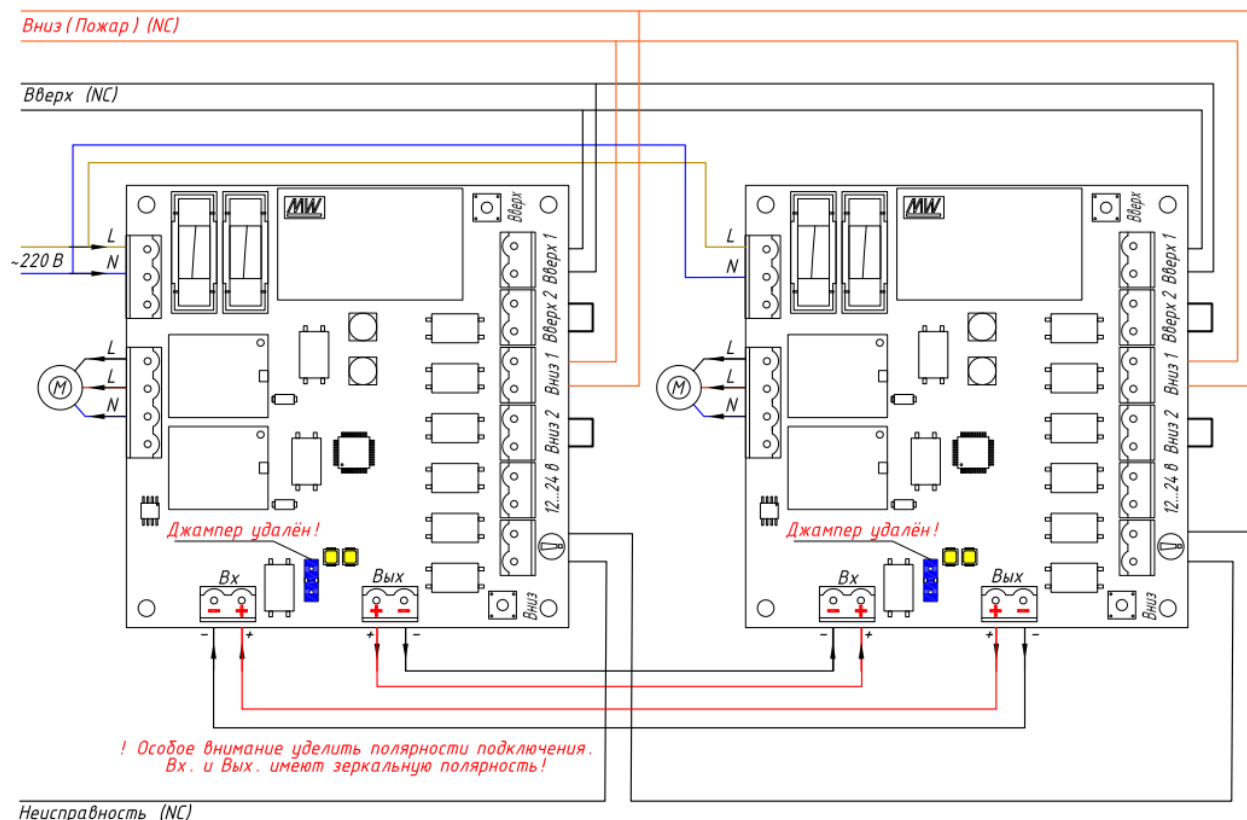 Вниз (Пожар) (NC)
Вверх (NC)
~220 В
L
N
MW
Вверх
Вверх 1
Вверх 2
Вниз 1
Вниз 2
12...24 в
Вниз
L
L
N
M
Джампер удалён!
Вх
Вых
- +
+ -
- +
+ -
L
N
MW
Вверх
Вверх 1
Вверх 2
Вниз 1
Вниз 2
12...24 в
Вниз
L
L
N
M
Джампер удалён!
Вх
Вых
- +
+ -
- +
+ -
! Особое внимание уделить полярности подключения.
Вх. и Вых. имеют зеркальную полярность!
Неисправность (NC)